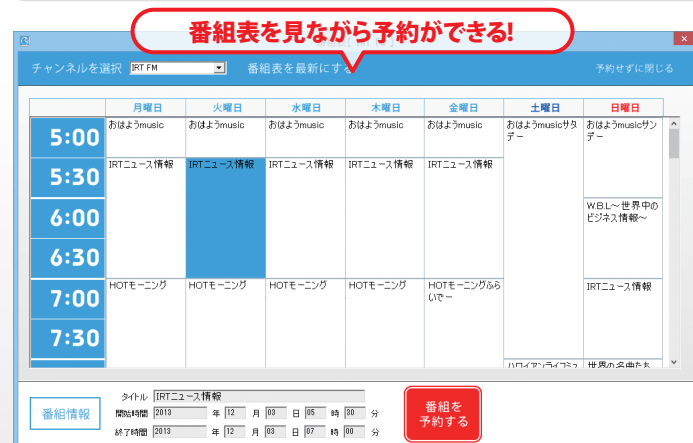 番組表を見ながら予約ができる!
チャンネルを選択 IRT FM 番組表を最新にする 予約せずに閉じる
月曜日 火曜日 水曜日 木曜日 金曜日 土曜日 日曜日
5:00 おはようmusic おはようmusic おはようmusic おはようmusic おはようmusic おはようmusicサタ おはようmusicサン
デー デー
5:30 IRTニュース情報 IRTニュース情報 IRTニュース情報 IRTニュース情報 IRTニュース情報
6:00 W.B.L~世界中の
ビジネス情報~
6:30
7:00 HOTモーニング HOTモーニング HOTモーニング HOTモーニング HOTモーニングふら IRTニュース情報
いでー
7:30
世界の名曲たち
番組情報
タイトル IRTニュース情報
開始時間 2013 年 12 月 03 日 05 時 30 分
終了時間 2013 年 12 月 03 日 07 時 00 分
番組を
予約する